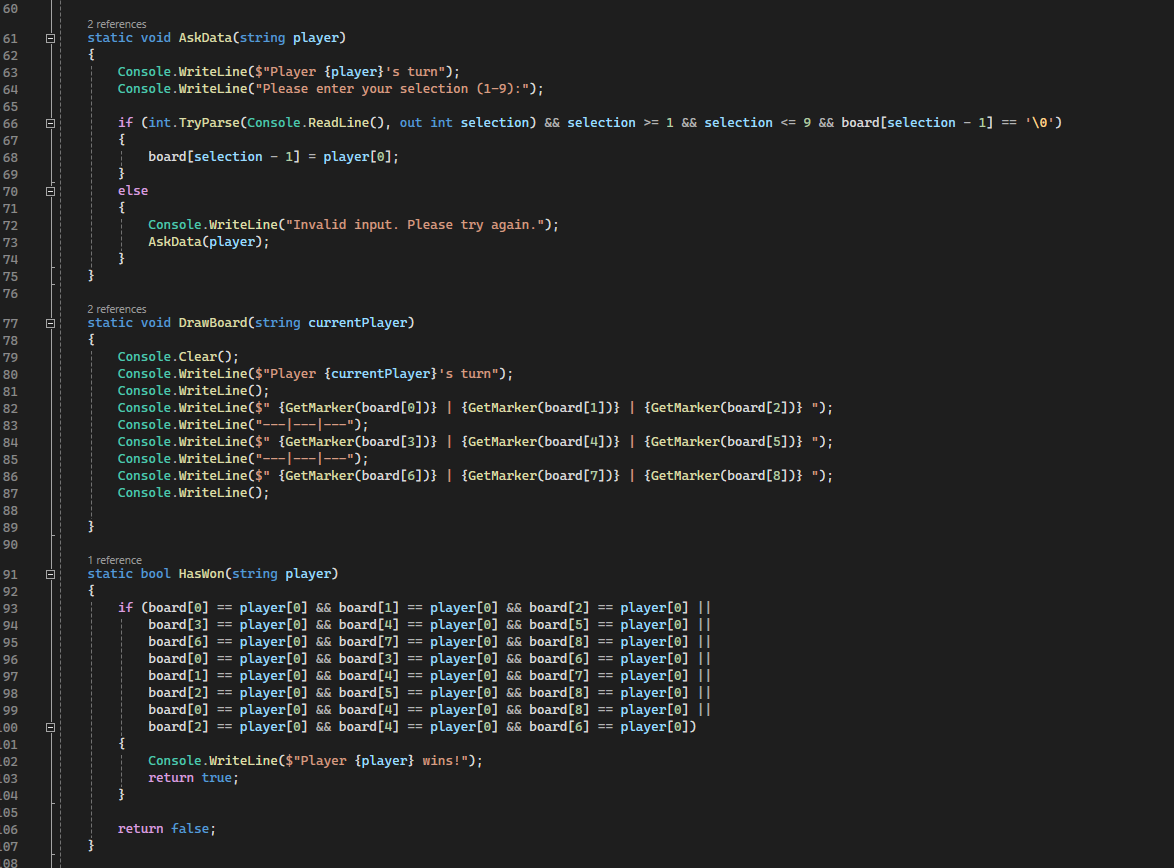 60
2 references
61 static void AskData(string player)
62 {
63 Console.WriteLine($"Player {player}'s turn");
64 Console.WriteLine("Please enter your selection (1-9):");
65
66 if (int.TryParse(Console.ReadLine(), out int selection) && selection >= 1 && selection <= 9 && board[selection - 1] == '\0')
67 {
68 board[selection - 1] = player[0];
69 }
70 else
71 {
72 Console.WriteLine("Invalid input. Please try again.");
73 AskData(player);
74 }
75 }
76
2 references
77 static void DrawBoard(string currentPlayer)
78 {
79 Console.Clear();
80 Console.WriteLine($"Player {currentPlayer}'s turn");
81 Console.WriteLine();
82 Console.WriteLine($" {GetMarker(board[0])} | {GetMarker(board[1])} | {GetMarker(board[2])} ");
83 Console.WriteLine("---|---|---");
84 Console.WriteLine($" {GetMarker(board[3])} | {GetMarker(board[4])} | {GetMarker(board[5])} ");
85 Console.WriteLine("---|---|---");
86 Console.WriteLine($" {GetMarker(board[6])} | {GetMarker(board[7])} | {GetMarker(board[8])} ");
87 Console.WriteLine();
88
89 }
90
1 reference
91 static bool HasWon(string player)
92 {
93 if (board[0] == player[0] && board[1] == player[0] && board[2] == player[0] ||
94 board[3] == player[0] && board[4] == player[0] && board[5] == player[0] ||
95 board[6] == player[0] && board[7] == player[0] && board[8] == player[0] ||
96 board[0] == player[0] && board[3] == player[0] && board[6] == player[0] ||
97 board[1] == player[0] && board[4] == player[0] && board[7] == player[0] ||
98 board[2] == player[0] && board[5] == player[0] && board[8] == player[0] ||
99 board[0] == player[0] && board[4] == player[0] && board[8] == player[0] ||
00 board[2] == player[0] && board[4] == player[0] && board[6] == player[0])
01 {
02 Console.WriteLine($"Player {player} wins!");
03 return true;
04 }
05
06 return false;
07 }
08